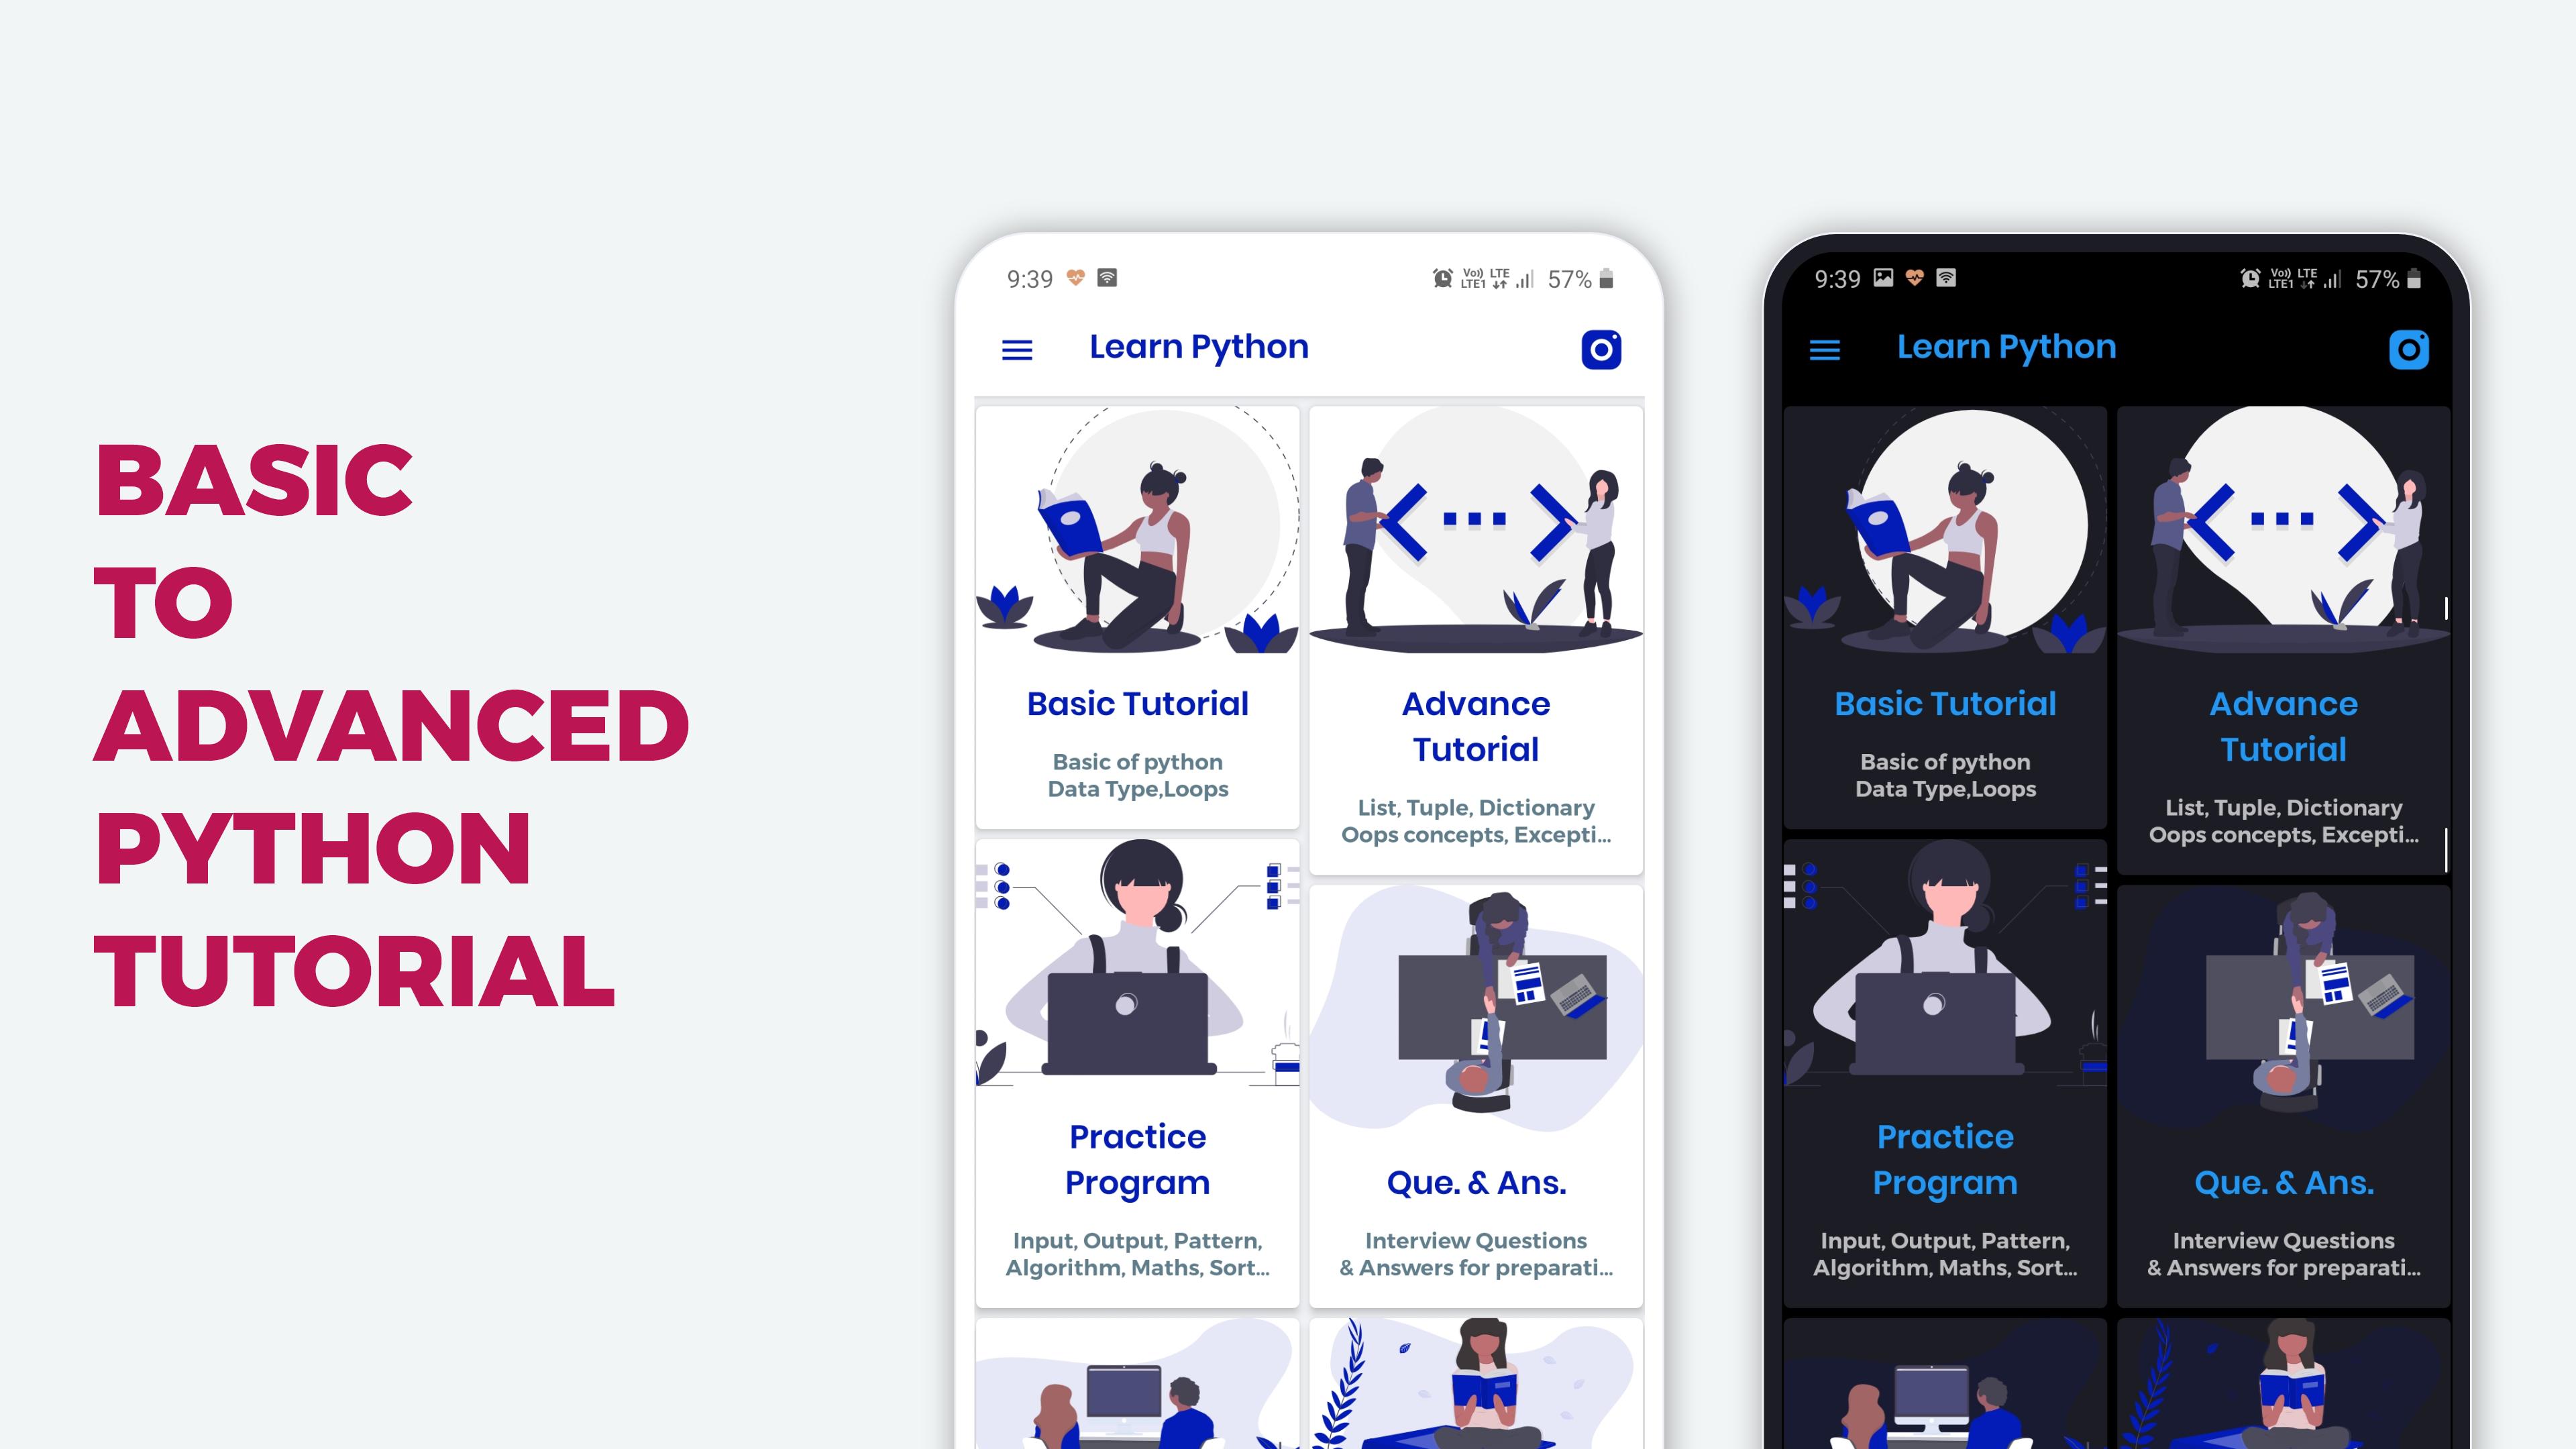 BASIC
TO
ADVANCED
PYTHON
TUTORIAL
9:39
Vo)) LTE
LTE1
57%
Learn Python
Basic Tutorial
Basic of python
Data Type,Loops
Advance
Tutorial
List, Tuple, Dictionary
Oops concepts, Excepti...
Practice
Program
Input, Output, Pattern,
Algorithm, Maths, Sort...
Que. & Ans.
Interview Questions
& Answers for preparati...
9:39
Vo)) LTE
LTE1
57%
Learn Python
Basic Tutorial
Basic of python
Data Type,Loops
Advance
Tutorial
List, Tuple, Dictionary
Oops concepts, Excepti...
Practice
Program
Input, Output, Pattern,
Algorithm, Maths, Sort...
Que. & Ans.
Interview Questions
& Answers for preparati...